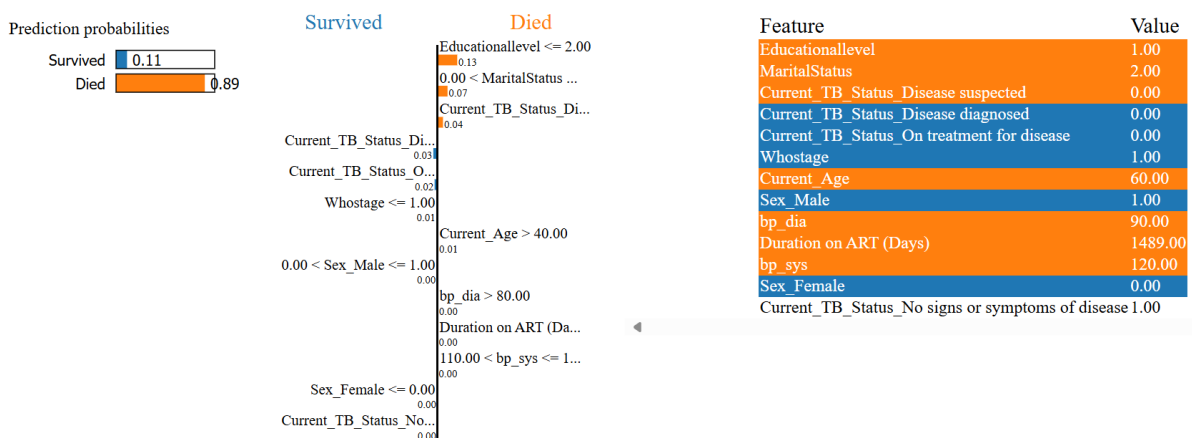 Prediction probabilities
Survived 0.11
Died 0.89
Survived Died
Educationallevel <= 2.00
0.13
0.00 < MaritalStatus ...
0.07
Current_TB_Status_Di...
0.04
Current_TB_Status_Di...
0.03
Current_TB_Status_O...
0.02
Whostage <= 1.00
0.01
Current_Age > 40.00
0.01
0.00 < Sex_Male <= 1.00
0.00
bp_dia > 80.00
0.00
Duration on ART (Da...
0.00
110.00 < bp_sys <= 1...
0.00
Sex_Female <= 0.00
0.00
Current_TB_Status_No...
0.00
Feature Value
Educationallevel 1.00
MaritalStatus 2.00
Current_TB_Status_Disease suspected 0.00
Current_TB_Status_Disease diagnosed 0.00
Current_TB_Status_On treatment for disease 0.00
Whostage 1.00
Current_Age 60.00
Sex_Male 1.00
bp_dia 90.00
Duration on ART (Days) 1489.00
bp_sys 120.00
Sex_Female 0.00
Current_TB_Status_No signs or symptoms of disease 1.00